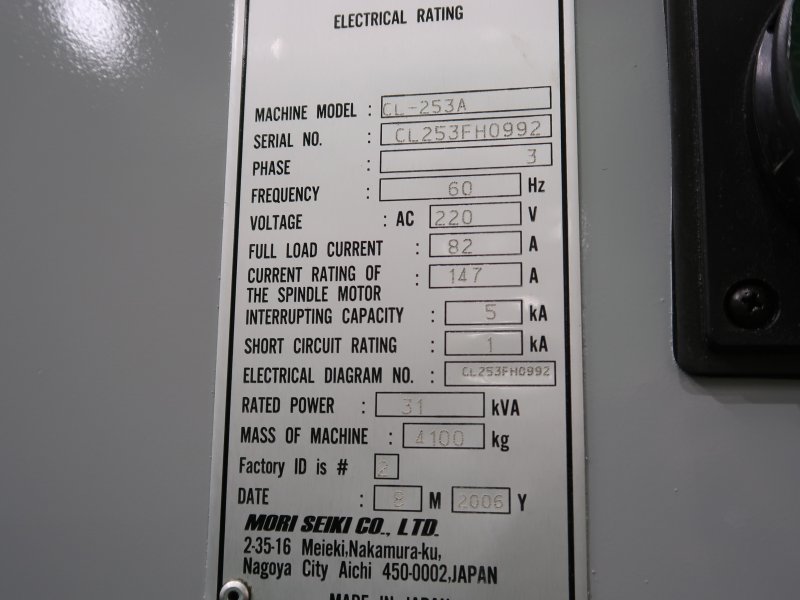 ELECTRICAL RATING
MACHINE MODEL : CL-253A
SERIAL NO. : CL253FH0992
PHASE : 3
FREQUENCY : 60 Hz
VOLTAGE : AC 220 V
FULL LOAD CURRENT : 82 A
CURRENT RATING OF
THE SPINDLE MOTOR : 147 A
INTERRUPTING CAPACITY : 5 kA
SHORT CIRCUIT RATING : 1 kA
ELECTRICAL DIAGRAM NO. : CL253FH0992
RATED POWER : 31 kVA
MASS OF MACHINE : 4100 kg
Factory ID is # 2
DATE : 8 M 2006 Y
MORI SEIKI CO., LTD.
2-35-16 Meieki,Nakamura-ku,
Nagoya City Aichi 450-0002,JAPAN
MADE IN JAPAN